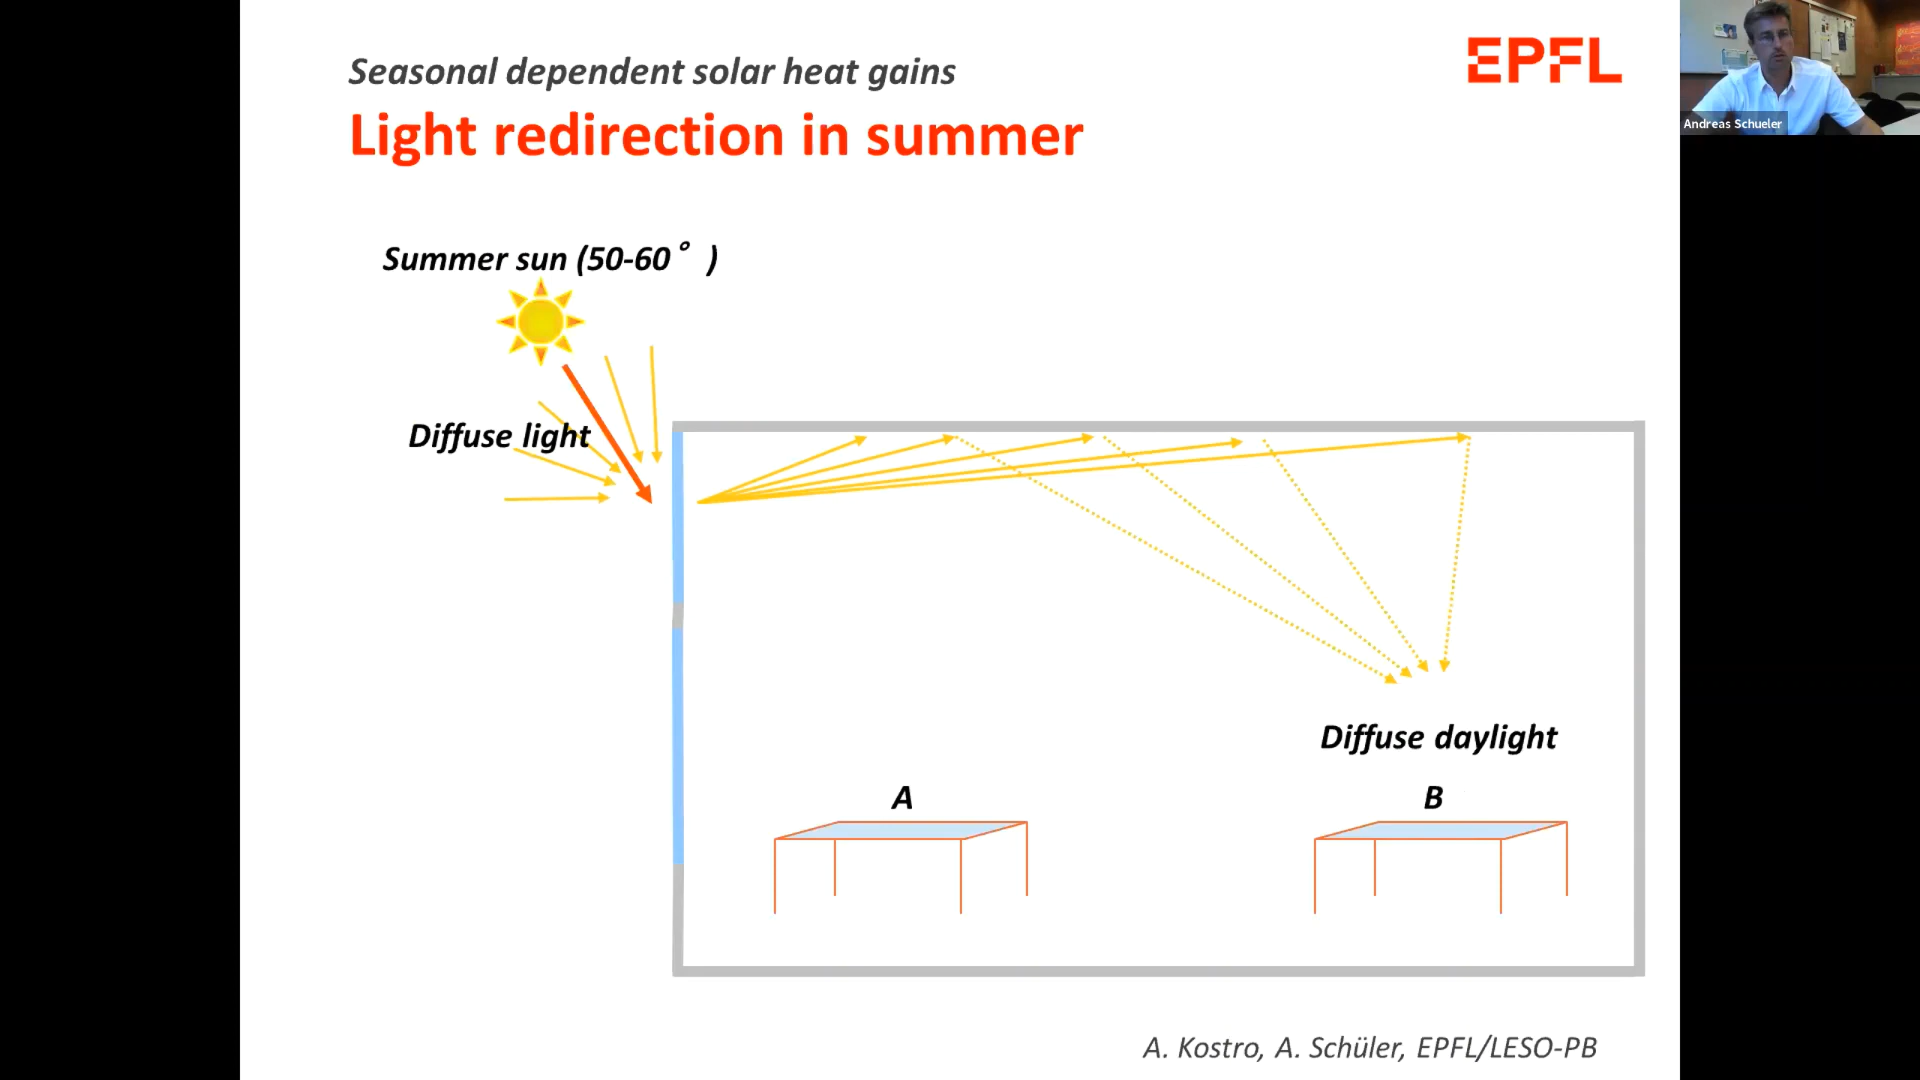 Seasonal dependent solar heat gains
EPFL
Light redirection in summer
Andreas Schueler
Summer sun (50-60° )
Diffuse light
Diffuse daylight
A
B
A. Kostro, A. Schüler, EPFL/LESO-PB